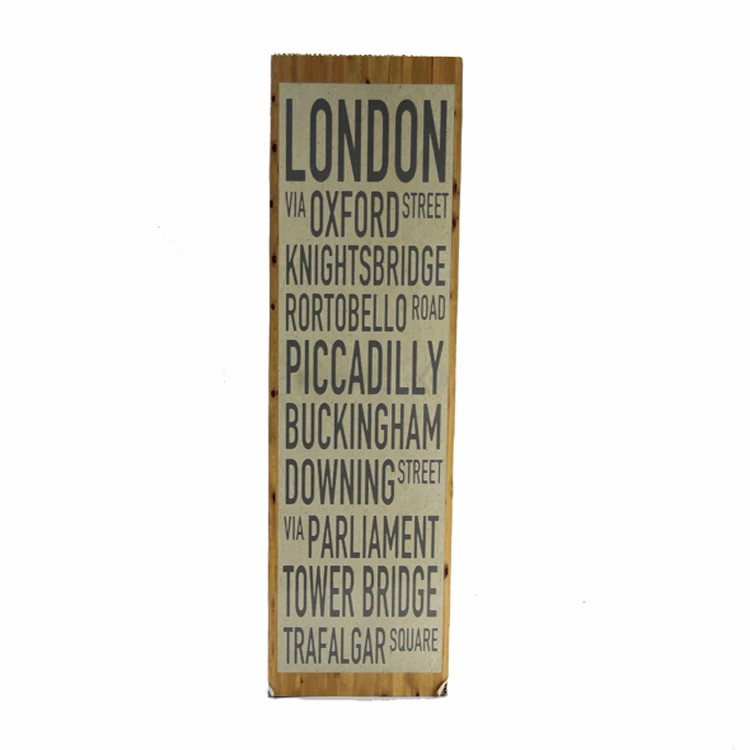 LONDON
VIA OXFORD STREET
KNIGHTSBRIDGE
RORTOBELLO ROAD
PICCADILLY
BUCKINGHAM
DOWNING STREET
VIA PARLIAMENT
TOWER BRIDGE
TRAFALGAR SQUARE